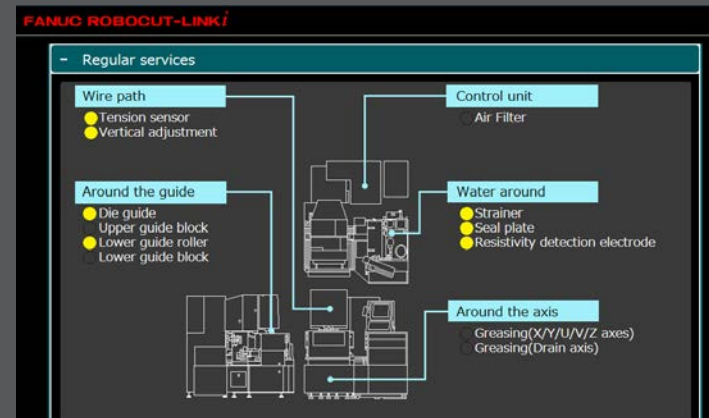 FANUC ROBOCUT-LINKi
− Regular services
Wire path
Tension sensor
Vertical adjustment
Control unit
Air Filter
Around the guide
Die guide
Upper guide block
Lower guide roller
Lower guide block
Water around
Strainer
Seal plate
Resistivity detection electrode
Around the axis
Greasing(X/Y/U/V/Z axes)
Greasing(Drain axis)